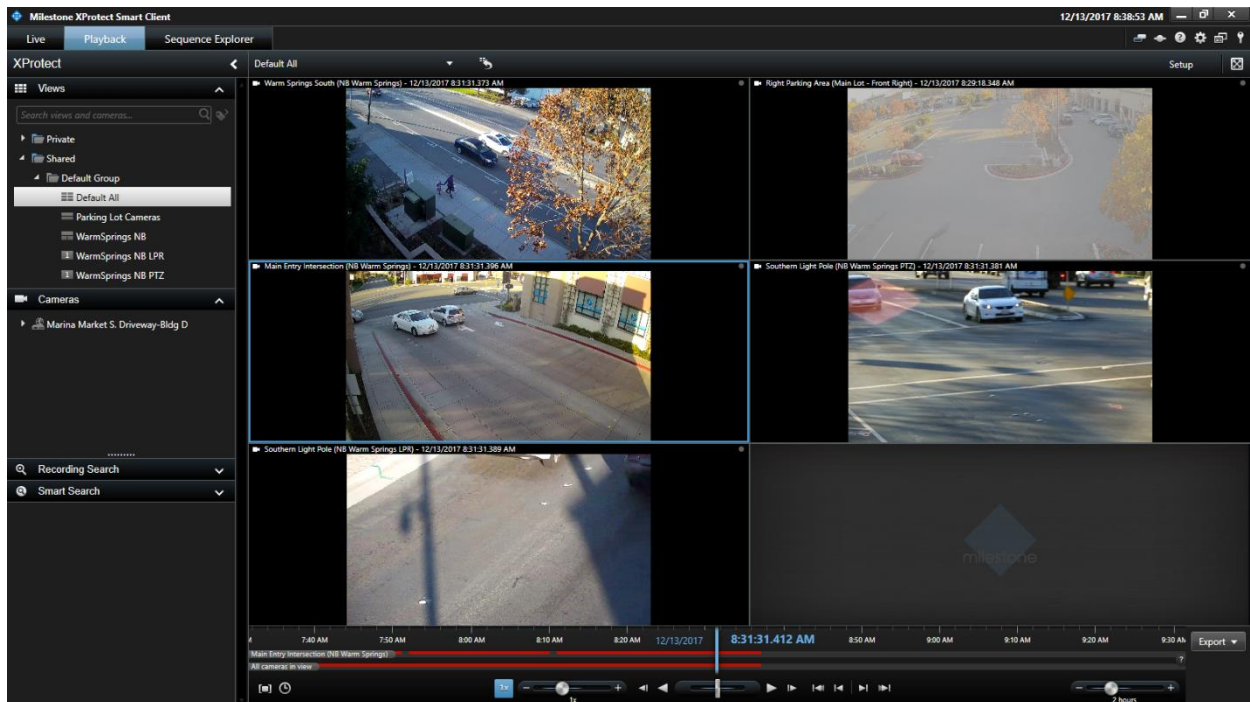 Milestone XProtect Smart Client
12/13/2017 8:38:53 AM
Live
Playback
Sequence Explorer
XProtect
Default All
Setup
Views
Search views and cameras...
Private
Shared
Default Group
Default All
Parking Lot Cameras
WarmSprings NB
1 WarmSprings NB LPR
1 WarmSprings NB PTZ
Cameras
Marina Market S. Driveway-Bldg D
Recording Search
Smart Search
Warm Springs South (NB Warm Springs) - 12/13/2017 8:31:31.373 AM
Right Parking Area (Main Lot - Front Right) - 12/13/2017 8:29:18.348 AM
Main Entry Intersection (NB Warm Springs) - 12/13/2017 8:31:31.396 AM
Southern Light Pole (NB Warm Springs PTZ) - 12/13/2017 8:31:31.381 AM
Southern Light Pole (NB Warm Springs LPR) - 12/13/2017 8:31:31.389 AM
milestone
7:40 AM
7:50 AM
8:00 AM
8:10 AM
8:20 AM
12/13/2017
8:31:31.412 AM
8:50 AM
9:00 AM
9:10 AM
9:20 AM
9:30 AM
Export
Main Entry Intersection (NB Warm Springs)
?
All cameras in view
1x
2 hours